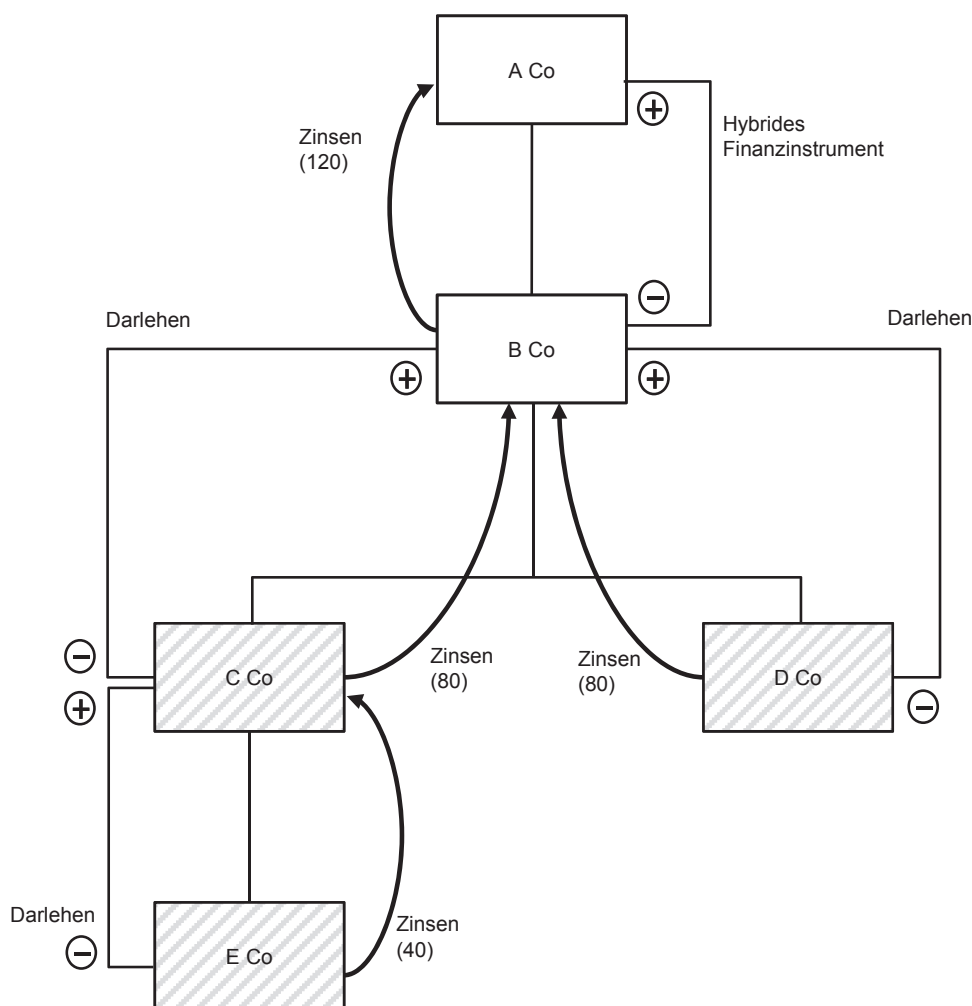 A Co
Zinsen
(120)
Hybrides
Finanzinstrument
Darlehen
B Co
Darlehen
C Co
Zinsen
(80)
Zinsen
(80)
D Co
Darlehen
E Co
Zinsen
(40)